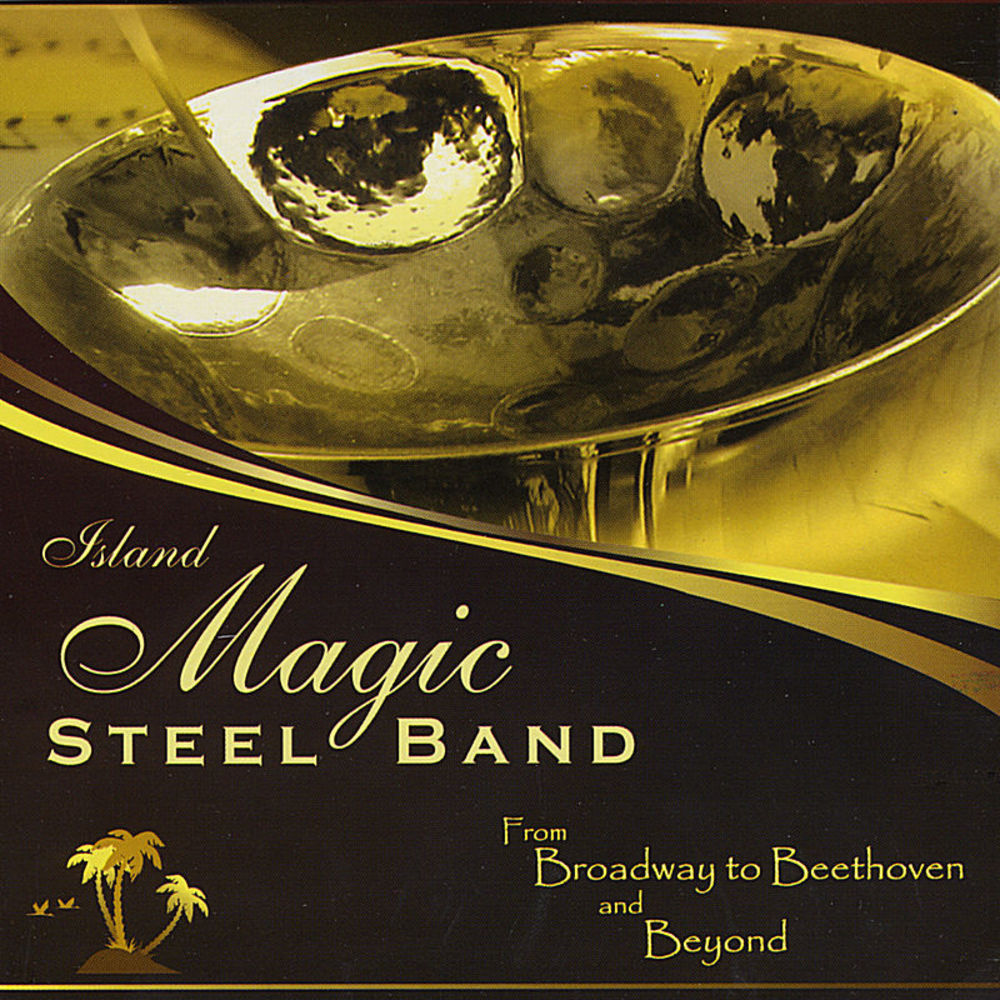 Island
Magic
STEEL BAND
From
Broadway to Beethoven
and
Beyond